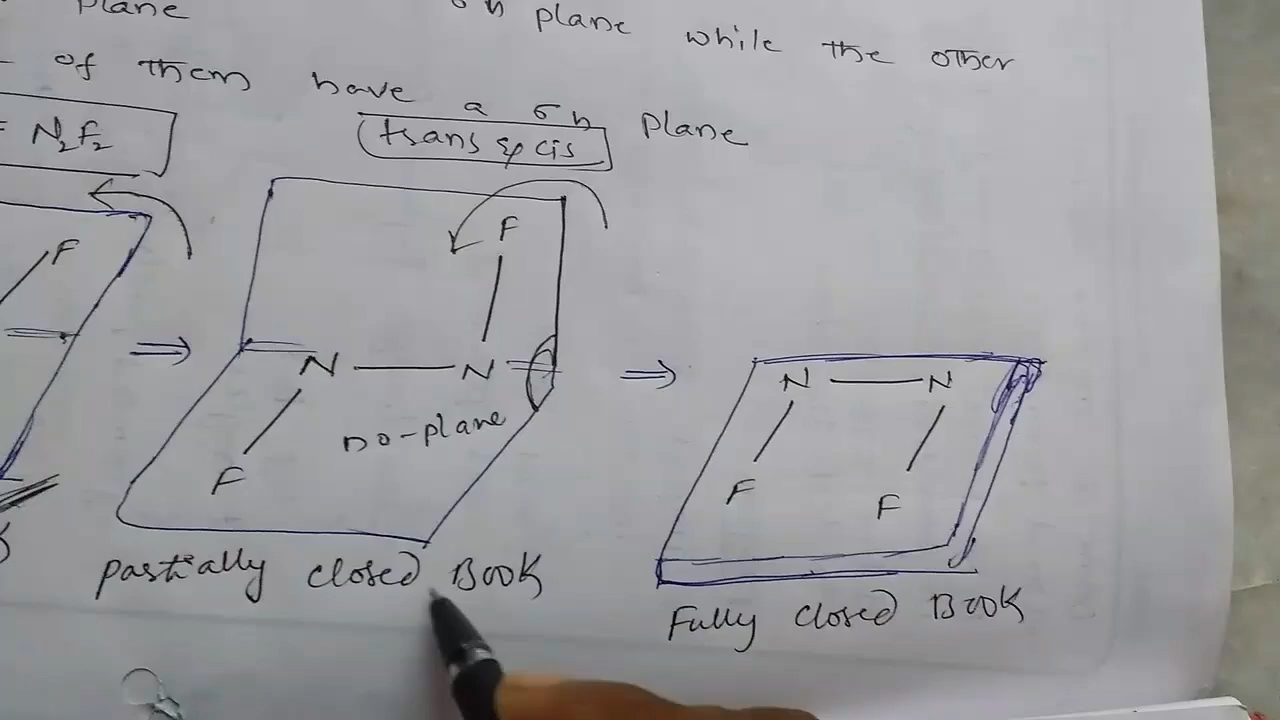 plane
σh plane while the other
of them have a σh plane
= N₂F₂
trans & cis
F
F
N N
no-plane
F
N N
F F
Partially closed BOOK
Fully closed BOOK